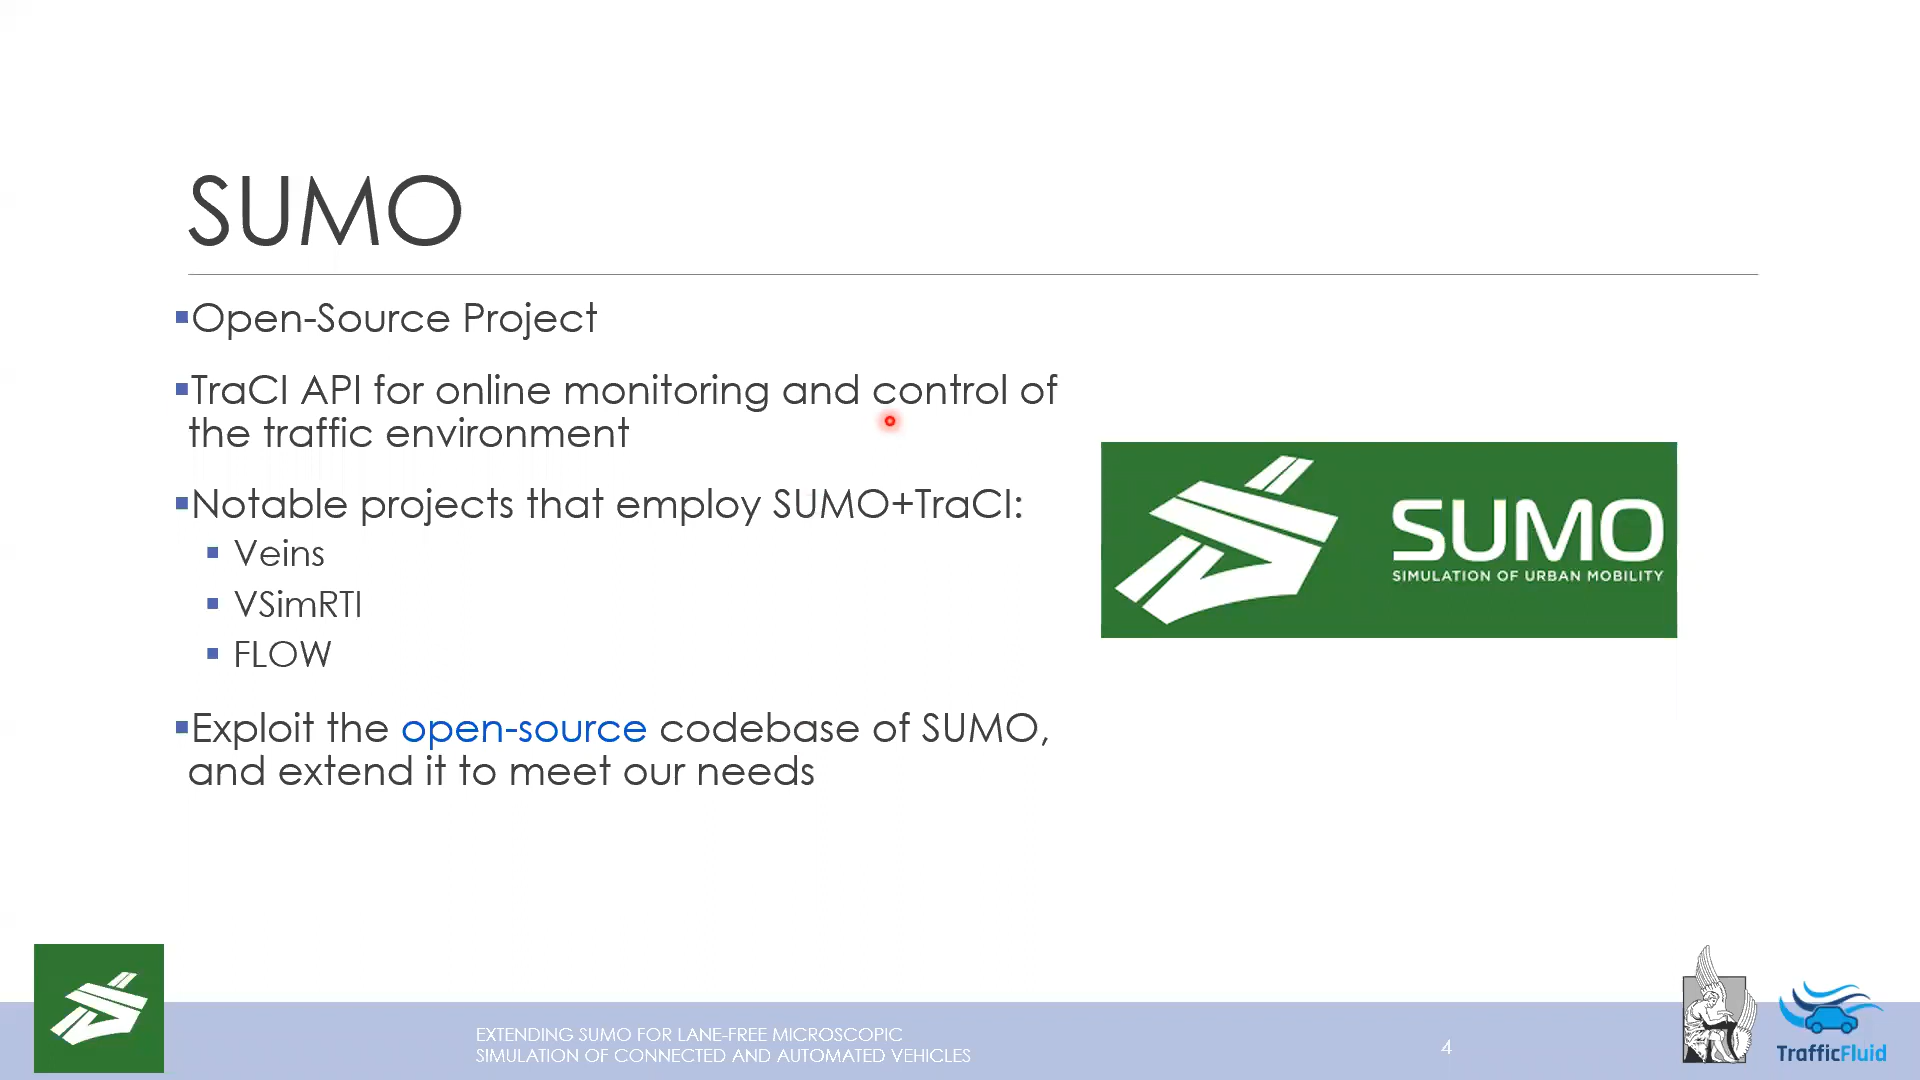 SUMO
Open-Source Project
TraCI API for online monitoring and control of
the traffic environment
Notable projects that employ SUMO+TraCI:
Veins
VSimRTI
FLOW
Exploit the open-source codebase of SUMO,
and extend it to meet our needs
SUMO
SIMULATION OF URBAN MOBILITY
EXTENDING SUMO FOR LANE-FREE MICROSCOPIC
SIMULATION OF CONNECTED AND AUTOMATED VEHICLES
4
TrafficFluid